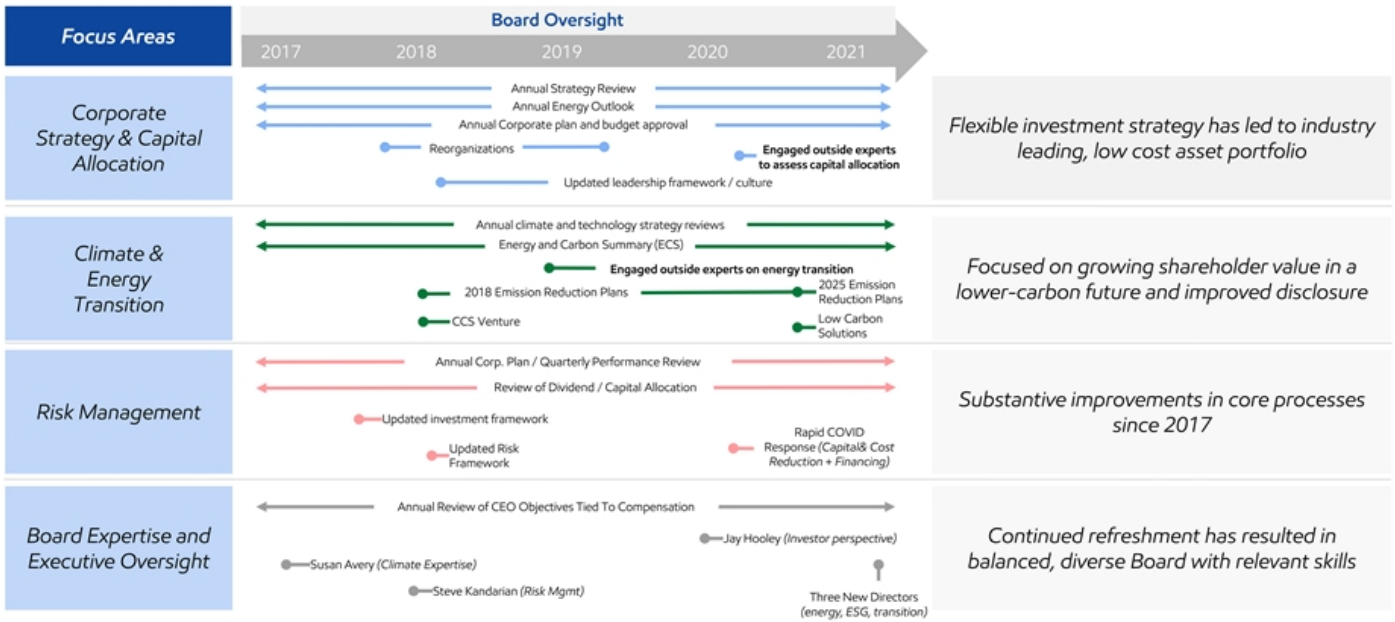 Focus Areas
Board Oversight
2017 2018 2019 2020 2021
Corporate
Strategy & Capital
Allocation
Annual Strategy Review
Annual Energy Outlook
Annual Corporate plan and budget approval
Reorganizations
Engaged outside experts
to assess capital allocation
Updated leadership framework / culture
Flexible investment strategy has led to industry
leading, low cost asset portfolio
Climate &
Energy
Transition
Annual climate and technology strategy reviews
Energy and Carbon Summary (ECS)
Engaged outside experts on energy transition
2018 Emission Reduction Plans
2025 Emission
Reduction Plans
CCS Venture
Low Carbon
Solutions
Focused on growing shareholder value in a
lower-carbon future and improved disclosure
Risk Management
Annual Corp. Plan / Quarterly Performance Review
Review of Dividend / Capital Allocation
Updated investment framework
Updated Risk
Framework
Rapid COVID
Response (Capital& Cost
Reduction + Financing)
Substantive improvements in core processes
since 2017
Board Expertise and
Executive Oversight
Annual Review of CEO Objectives Tied To Compensation
Jay Hooley (Investor perspective)
Susan Avery (Climate Expertise)
Steve Kandarian (Risk Mgmt)
Three New Directors
(energy, ESG, transition)
Continued refreshment has resulted in
balanced, diverse Board with relevant skills